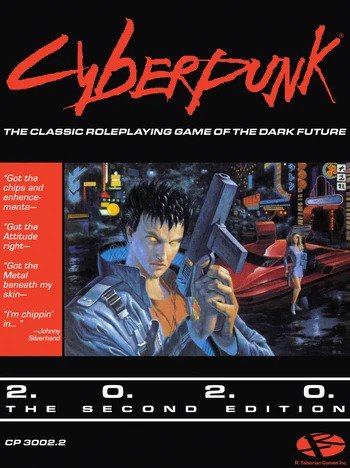 CYBERPUNK®
THE CLASSIC ROLEPLAYING GAME OF THE DARK FUTURE
“Got the
chips and
enhence-
ments—
“Got the
Attitude
right—
“Got the
Metal
beneath my
skin—
“I'm chippin'
in... ”
—Johnny
Silverhand
2. 0. 2. 0.
THE SECOND EDITION
CP 3002.2
R. Talsorian Games Inc